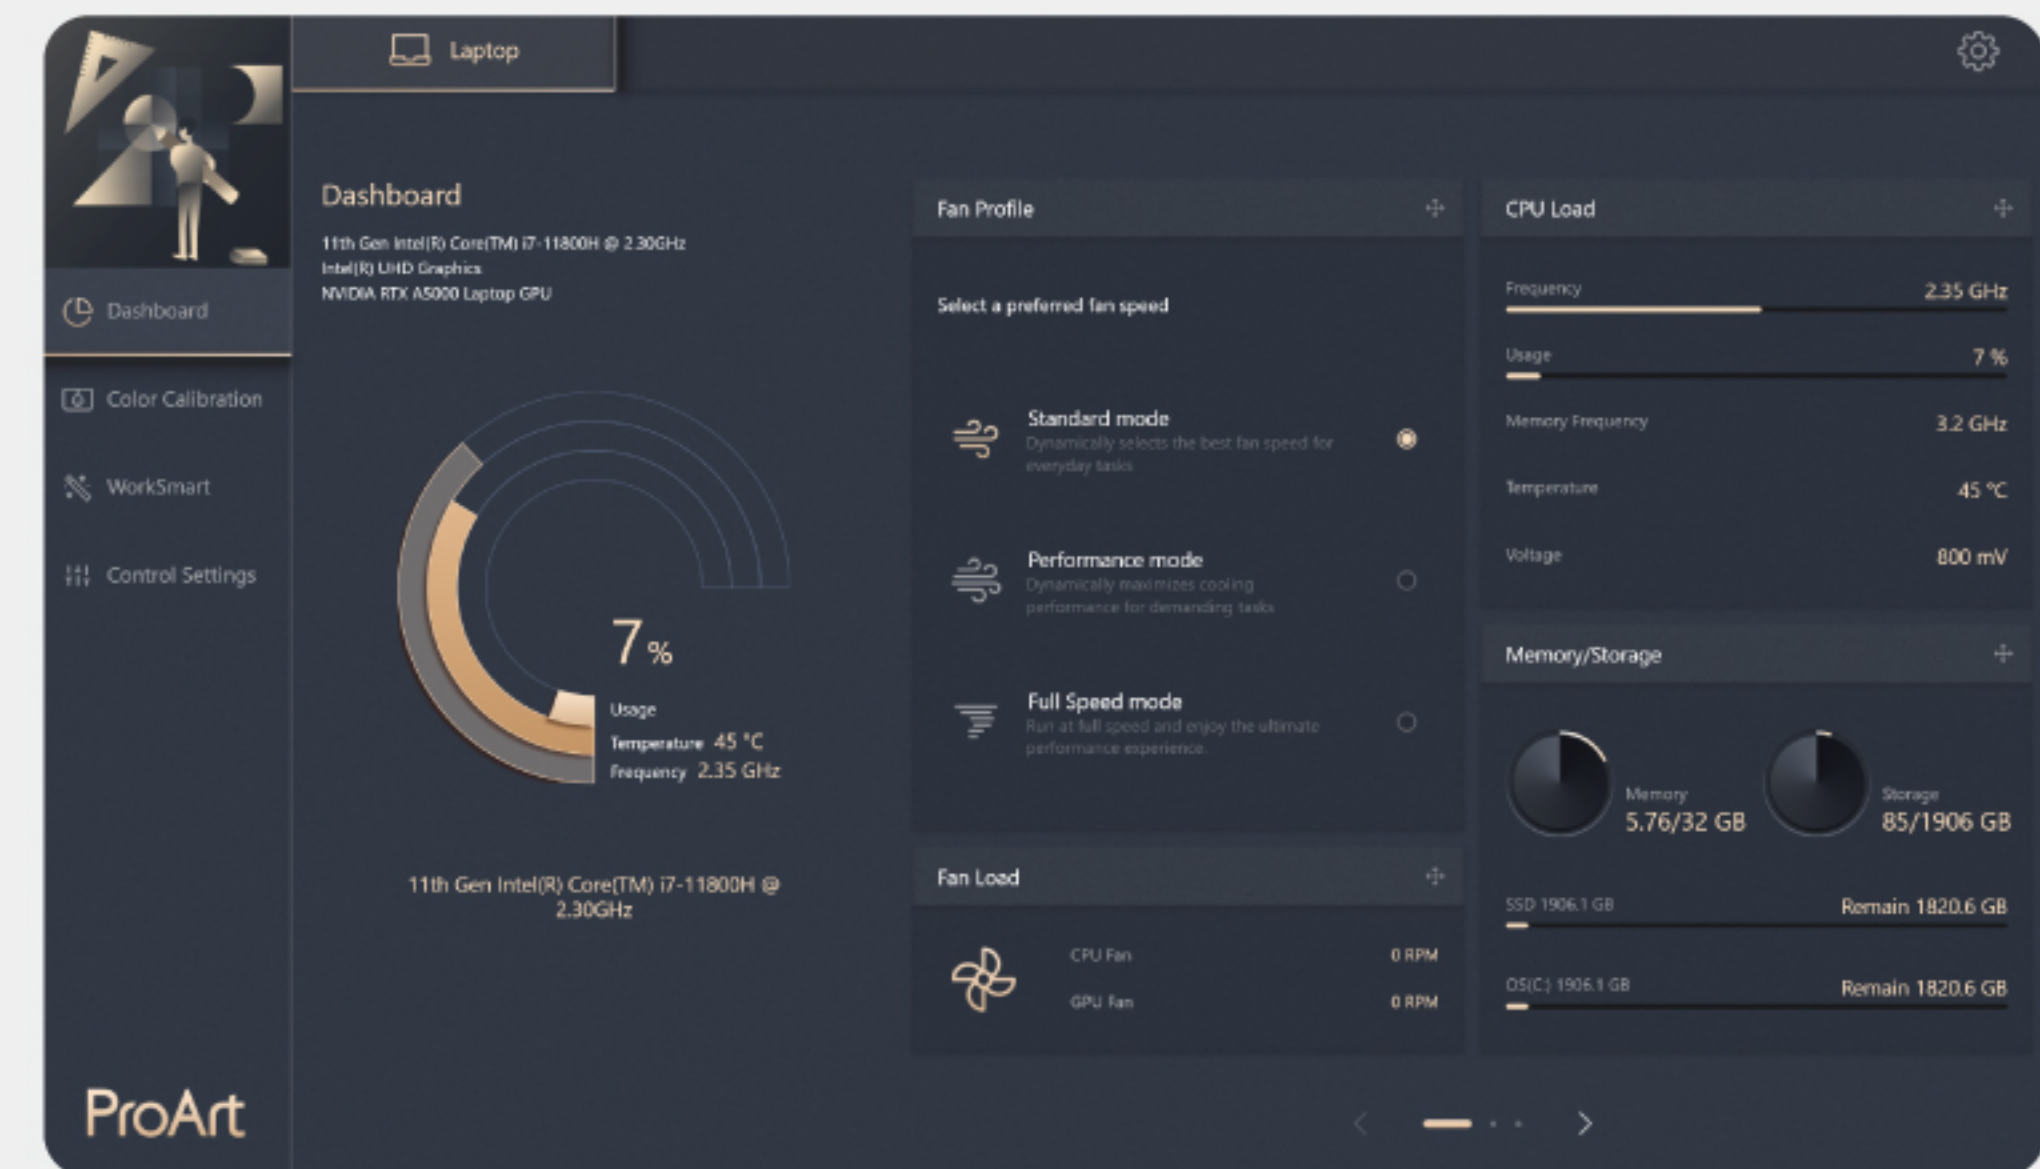 Laptop
Dashboard
Color Calibration
WorkSmart
Control Settings
ProArt
Dashboard
11th Gen Intel(R) Core(TM) i7-11800H @ 2.30GHz
Intel(R) UHD Graphics
NVIDIA RTX A5000 Laptop GPU
7 %
Usage
Temperature 45 °C
Frequency 2.35 GHz
11th Gen Intel(R) Core(TM) i7-11800H @
2.30GHz
Fan Profile
Select a preferred fan speed
Standard mode
Dynamically selects the best fan speed for
everyday tasks
Performance mode
Dynamically maximizes cooling
performance for demanding tasks
Full Speed mode
Run at full speed and enjoy the ultimate
performance experience.
Fan Load
CPU Fan 0 RPM
GPU Fan 0 RPM
CPU Load
Frequency 2.35 GHz
Usage 7 %
Memory Frequency 3.2 GHz
Temperature 45 °C
Voltage 800 mV
Memory/Storage
Memory
5.76/32 GB
Storage
85/1906 GB
SSD 1906.1 GB Remain 1820.6 GB
OS(C:) 1906.1 GB Remain 1820.6 GB